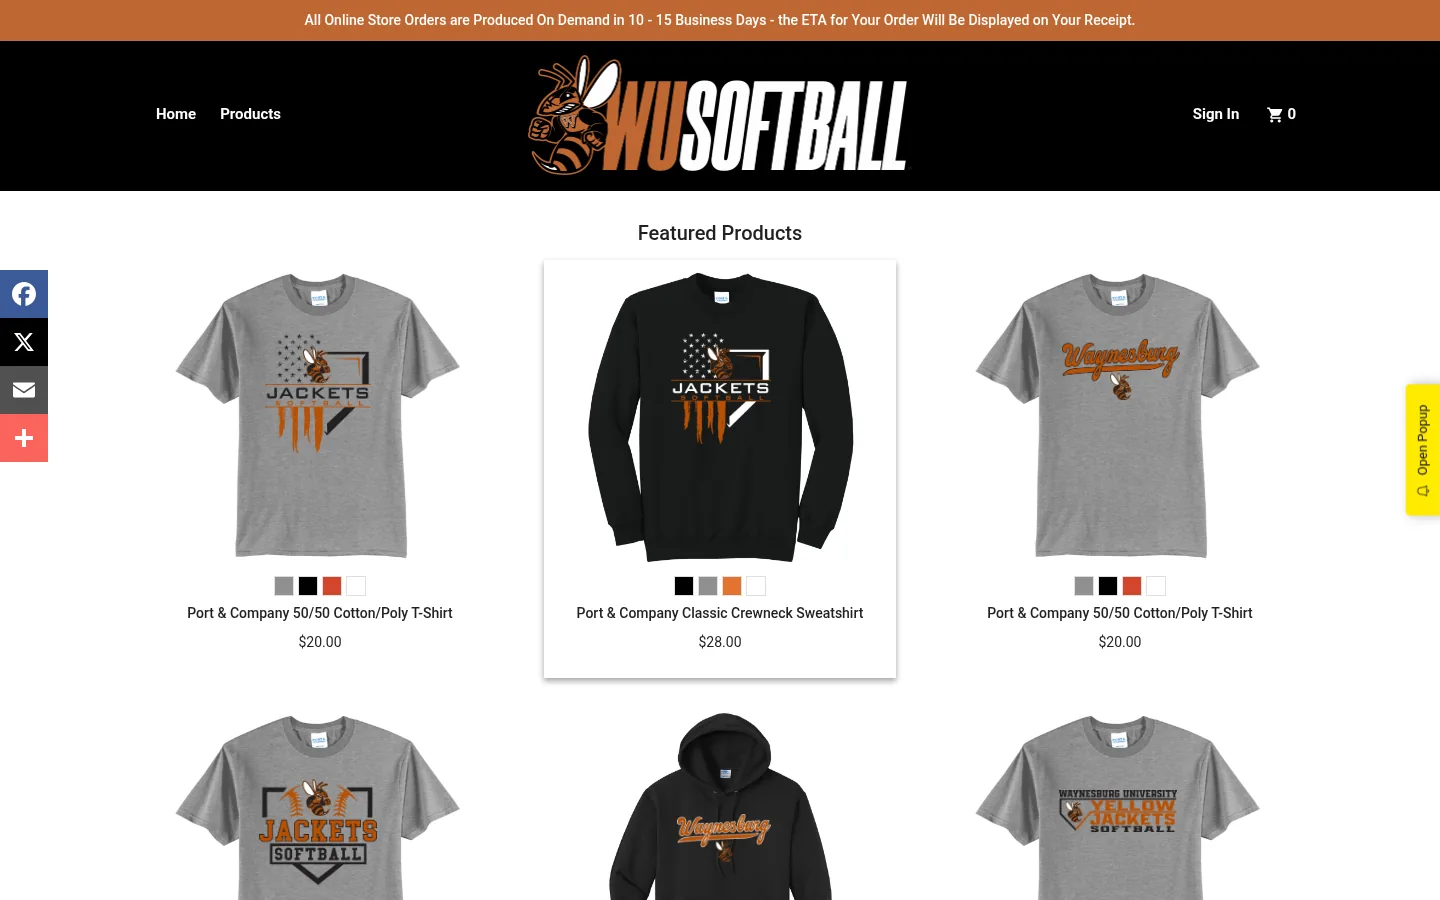 All Online Store Orders are Produced On Demand in 10 - 15 Business Days - the ETA for Your Order Will Be Displayed on Your Receipt.
Home
Products
WUSOFTBALL
Sign In
0
Featured Products
JACKETS
SOFTBALL
JACKETS
SOFTBALL
Waynesburg
Port & Company 50/50 Cotton/Poly T-Shirt
$20.00
Port & Company Classic Crewneck Sweatshirt
$28.00
Port & Company 50/50 Cotton/Poly T-Shirt
$20.00
Open Popup
JACKETS
SOFTBALL
Waynesburg
WAYNESBURG UNIVERSITY
YELLOW
JACKETS
SOFTBALL